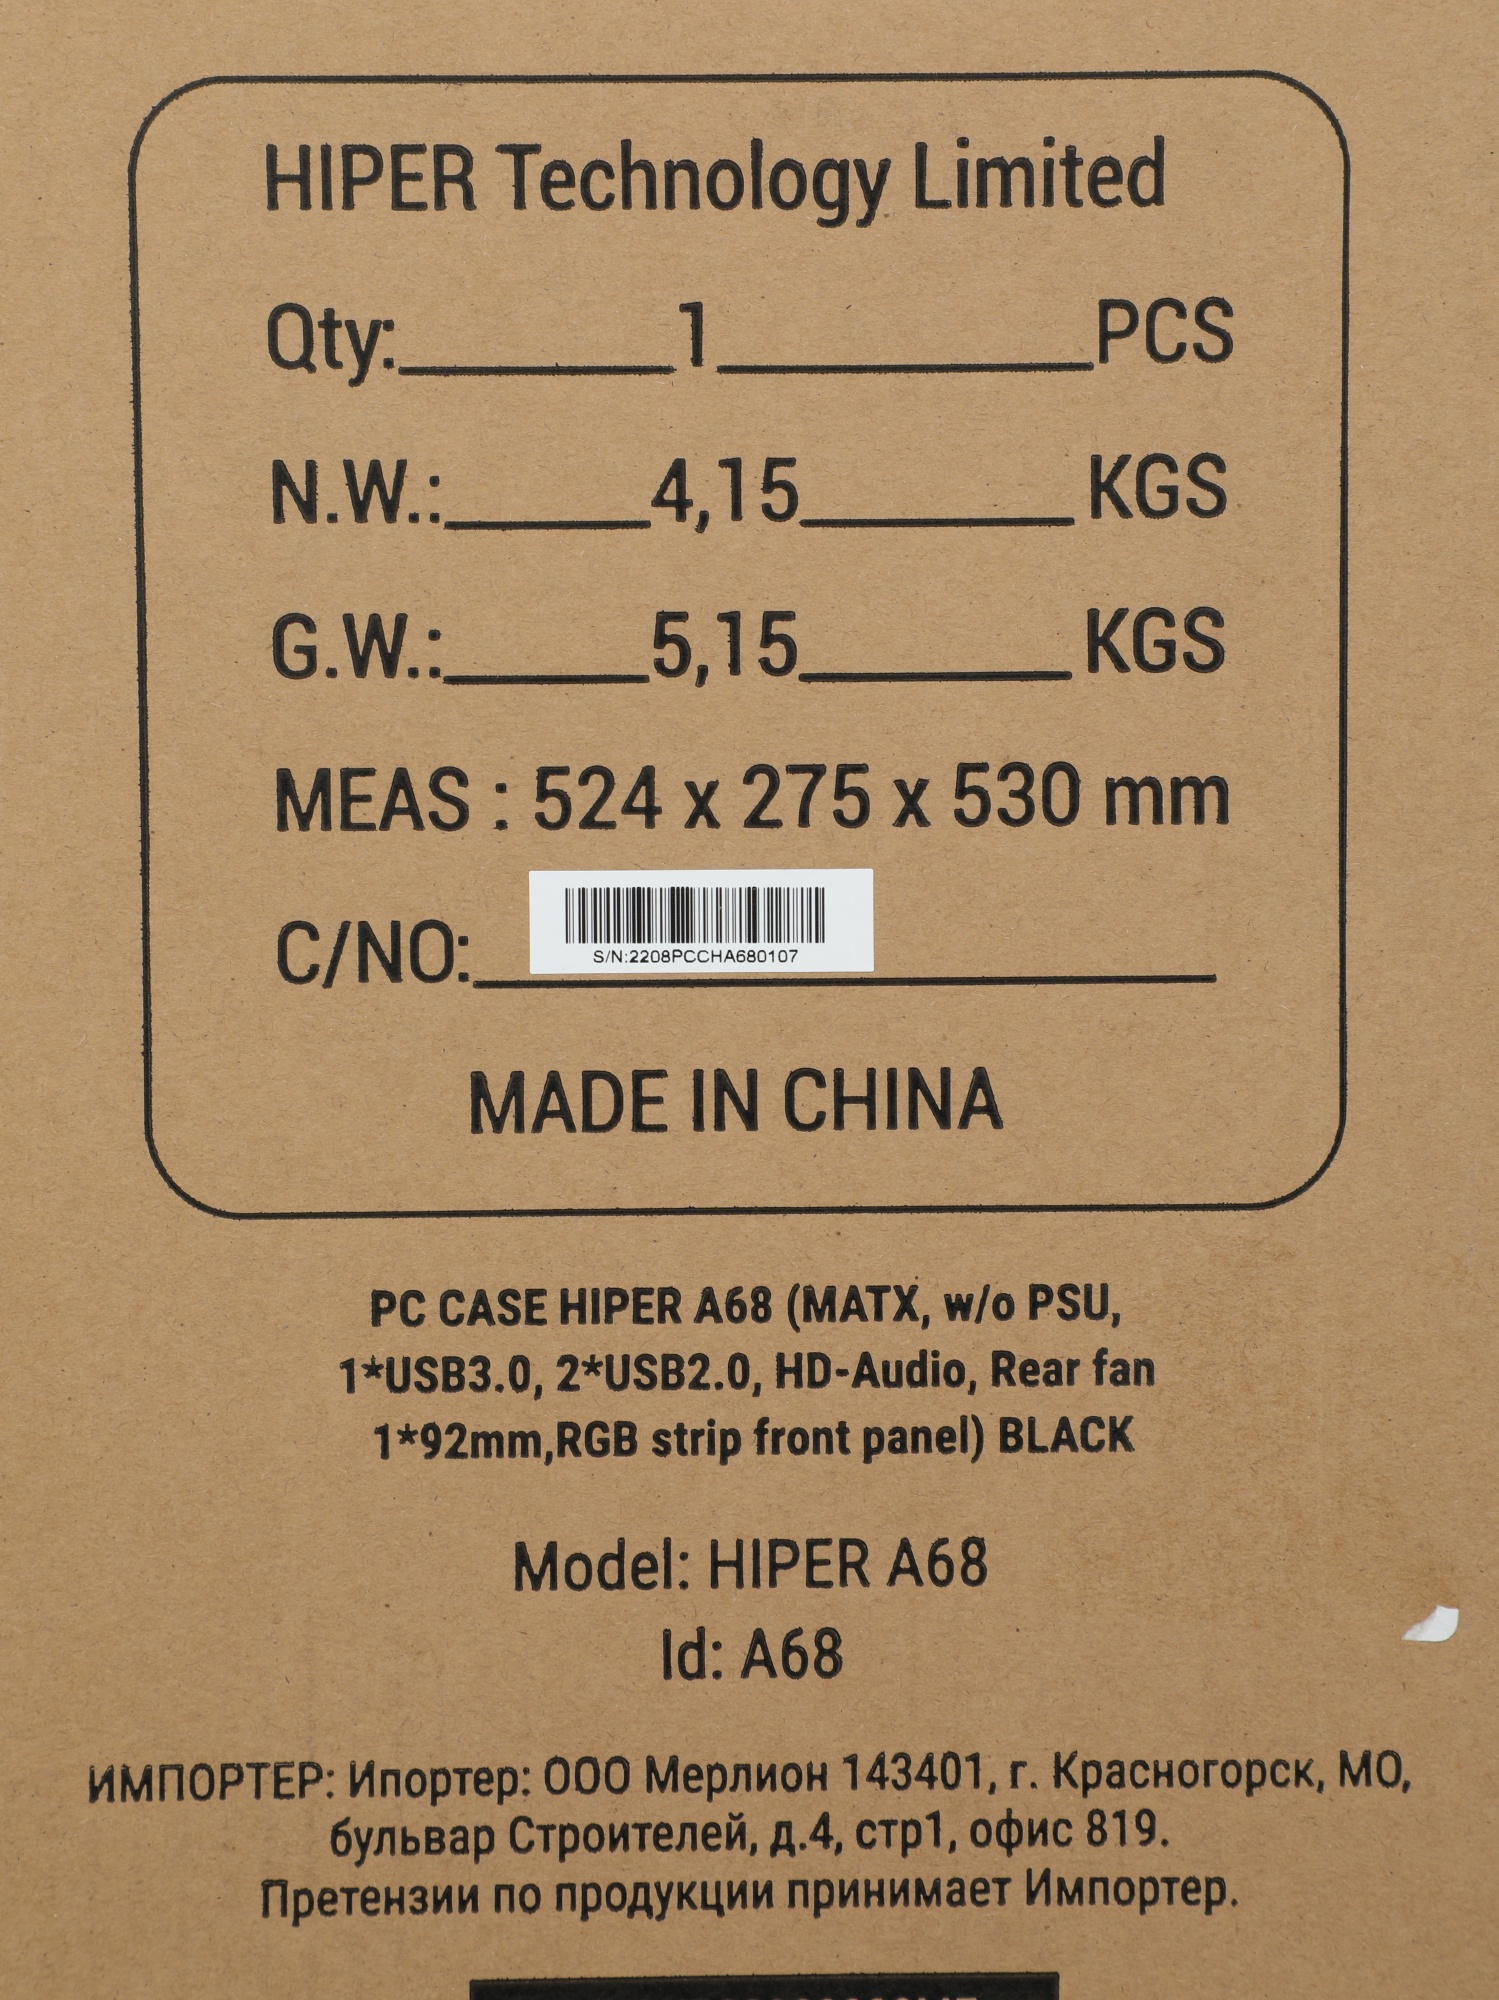 HIPER Technology Limited
Qty: 1 PCS
N.W.: 4,15 KGS
G.W.: 5,15 KGS
MEAS : 524 x 275 x 530 mm
C/NO:
S/N:2208PCCHA680107
MADE IN CHINA
PC CASE HIPER A68 (MATX, w/o PSU,
1*USB3.0, 2*USB2.0, HD-Audio, Rear fan
1*92mm,RGB strip front panel) BLACK
Model: HIPER A68
Id: A68
ИМПОРТЕР: Ипортер: ООО Мерлион 143401, г. Красногорск, МО,
бульвар Строителей, д.4, стр1, офис 819.
Претензии по продукции принимает Импортер.